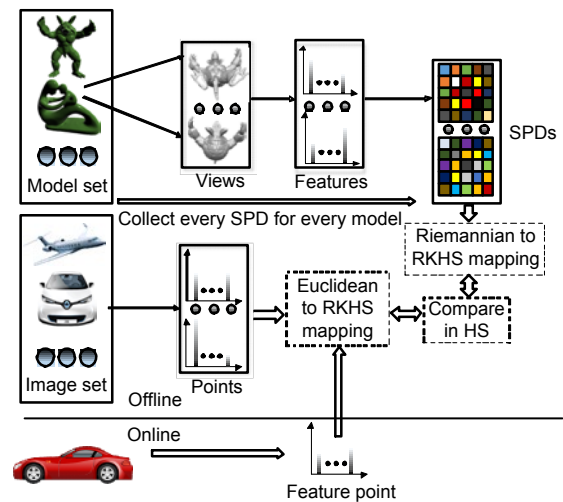 Model set
Views
Features
SPDs
Collect every SPD for every model
Riemannian to
RKHS mapping
Euclidean
to RKHS
mapping
Compare
in HS
Image set
Points
Offline
Online
Feature point